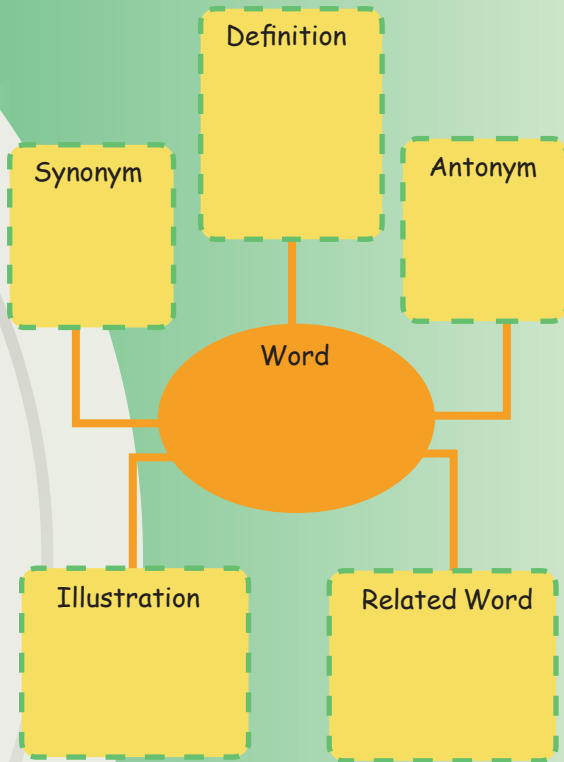 Definition
Synonym
Antonym
Word
Illustration
Related Word